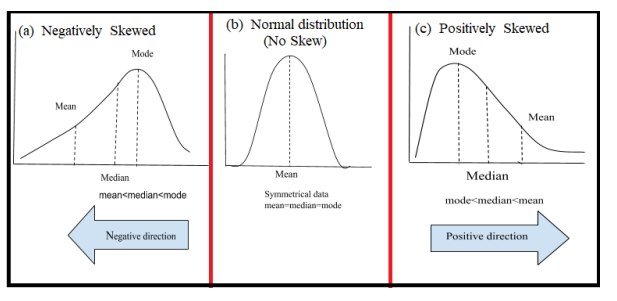 (a) Negatively Skewed
Mode
Mean
Median
mean<median<mode
Negative direction
(b) Normal distribution
(No Skew)
Mean
Symmetrical data
mean=median=mode
(c) Positively Skewed
Mode
Mean
Median
mode<median<mean
Positive direction